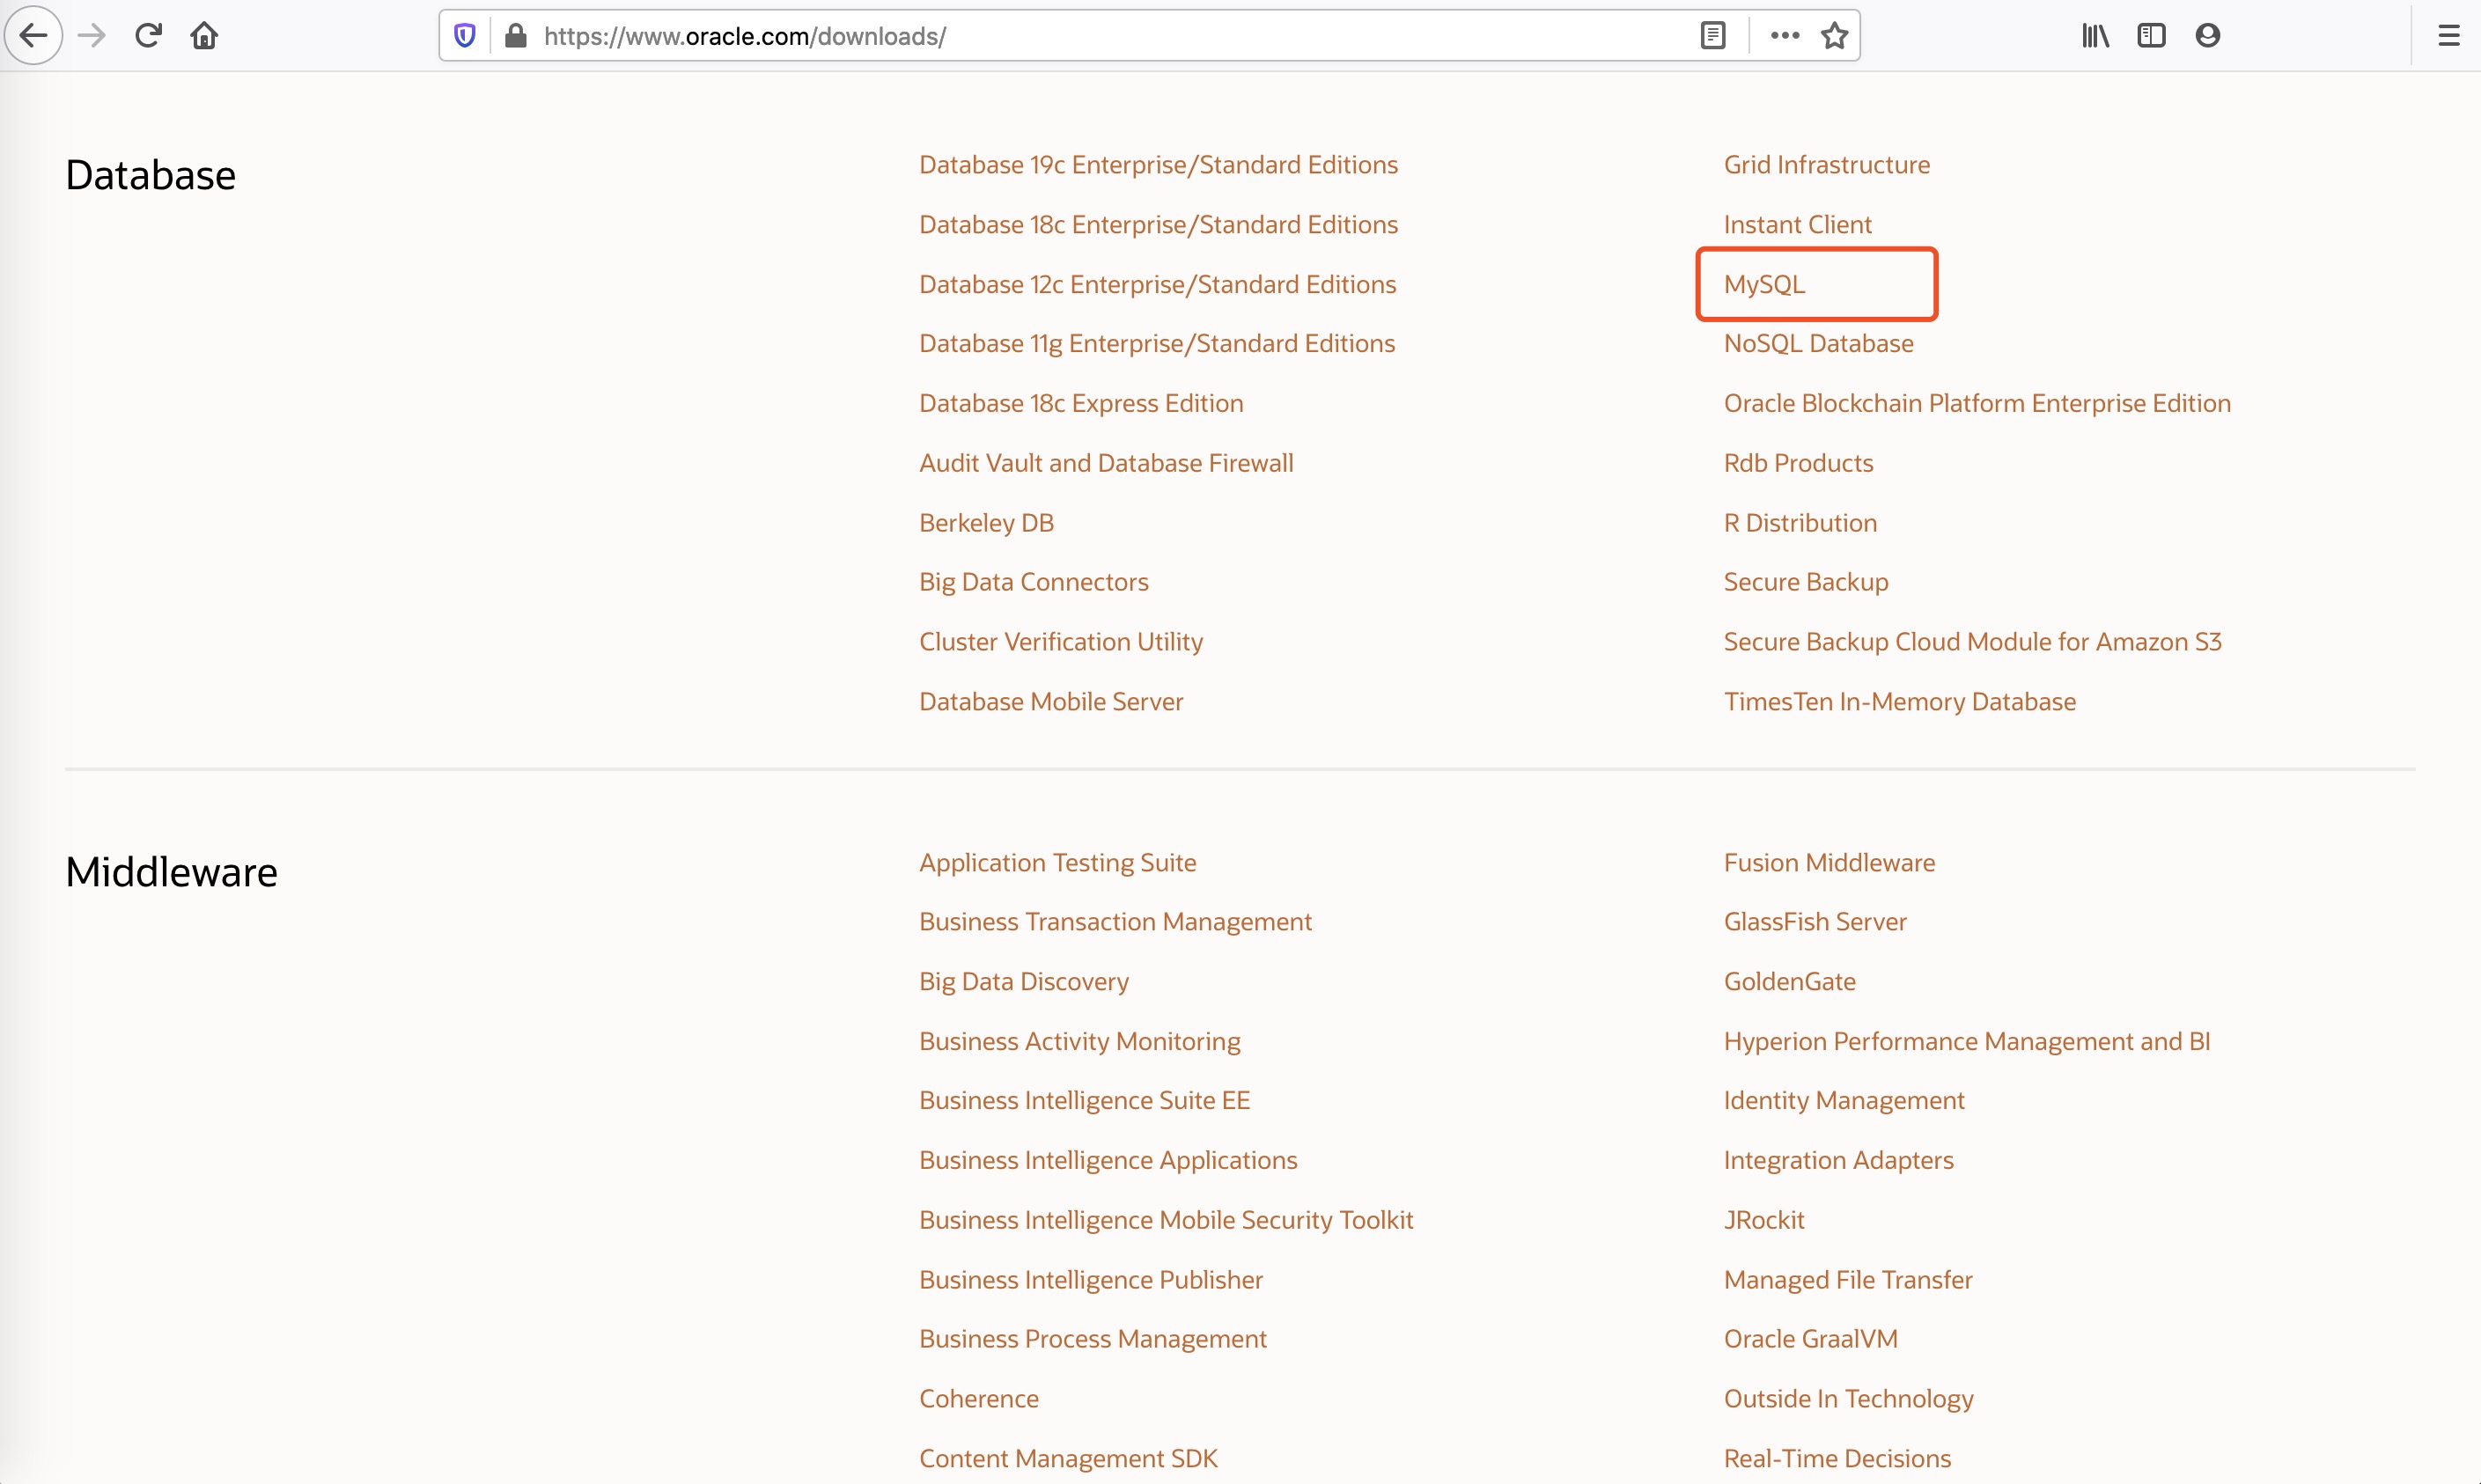 https://www.oracle.com/downloads/
Database
Database 19c Enterprise/Standard Editions
Database 18c Enterprise/Standard Editions
Database 12c Enterprise/Standard Editions
Database 11g Enterprise/Standard Editions
Database 18c Express Edition
Audit Vault and Database Firewall
Berkeley DB
Big Data Connectors
Cluster Verification Utility
Database Mobile Server
Grid Infrastructure
Instant Client
MySQL
NoSQL Database
Oracle Blockchain Platform Enterprise Edition
Rdb Products
R Distribution
Secure Backup
Secure Backup Cloud Module for Amazon S3
TimesTen In-Memory Database
Middleware
Application Testing Suite
Business Transaction Management
Big Data Discovery
Business Activity Monitoring
Business Intelligence Suite EE
Business Intelligence Applications
Business Intelligence Mobile Security Toolkit
Business Intelligence Publisher
Business Process Management
Coherence
Content Management SDK
Fusion Middleware
GlassFish Server
GoldenGate
Hyperion Performance Management and BI
Identity Management
Integration Adapters
JRockit
Managed File Transfer
Oracle GraalVM
Outside In Technology
Real-Time Decisions